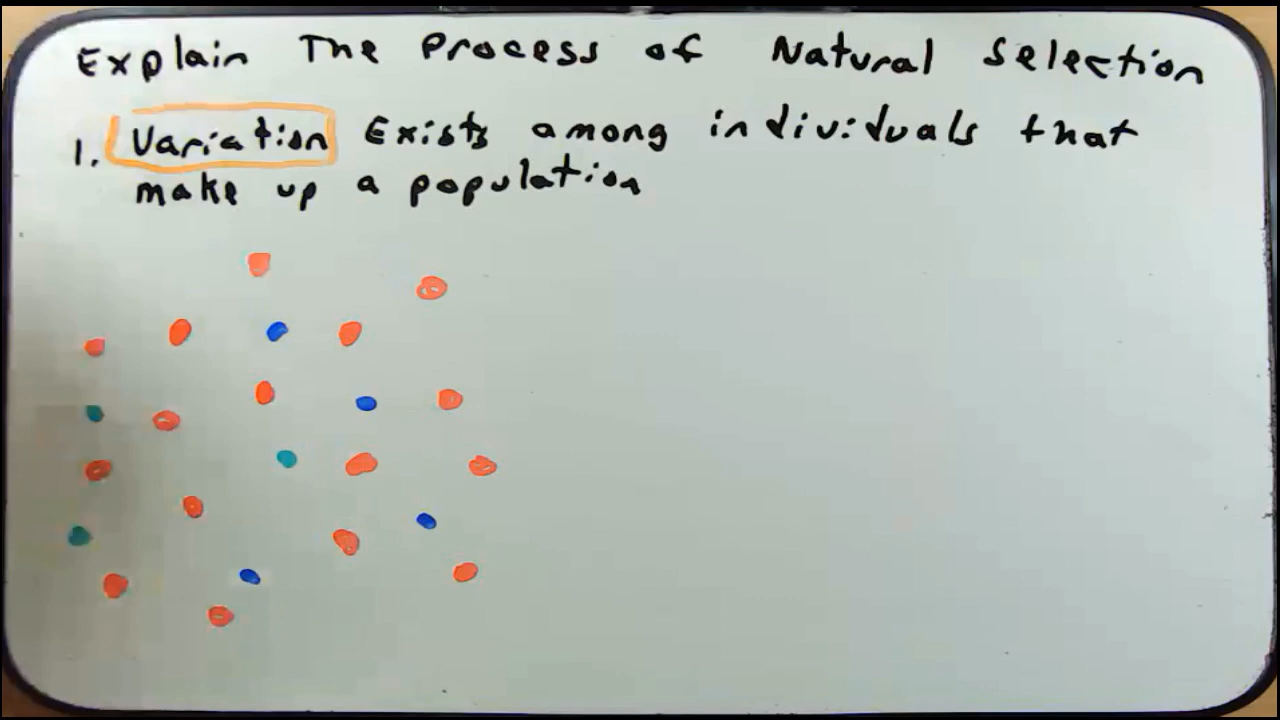 Explain The Process of Natural Selection
1. Variation Exists among individuals that
make up a population